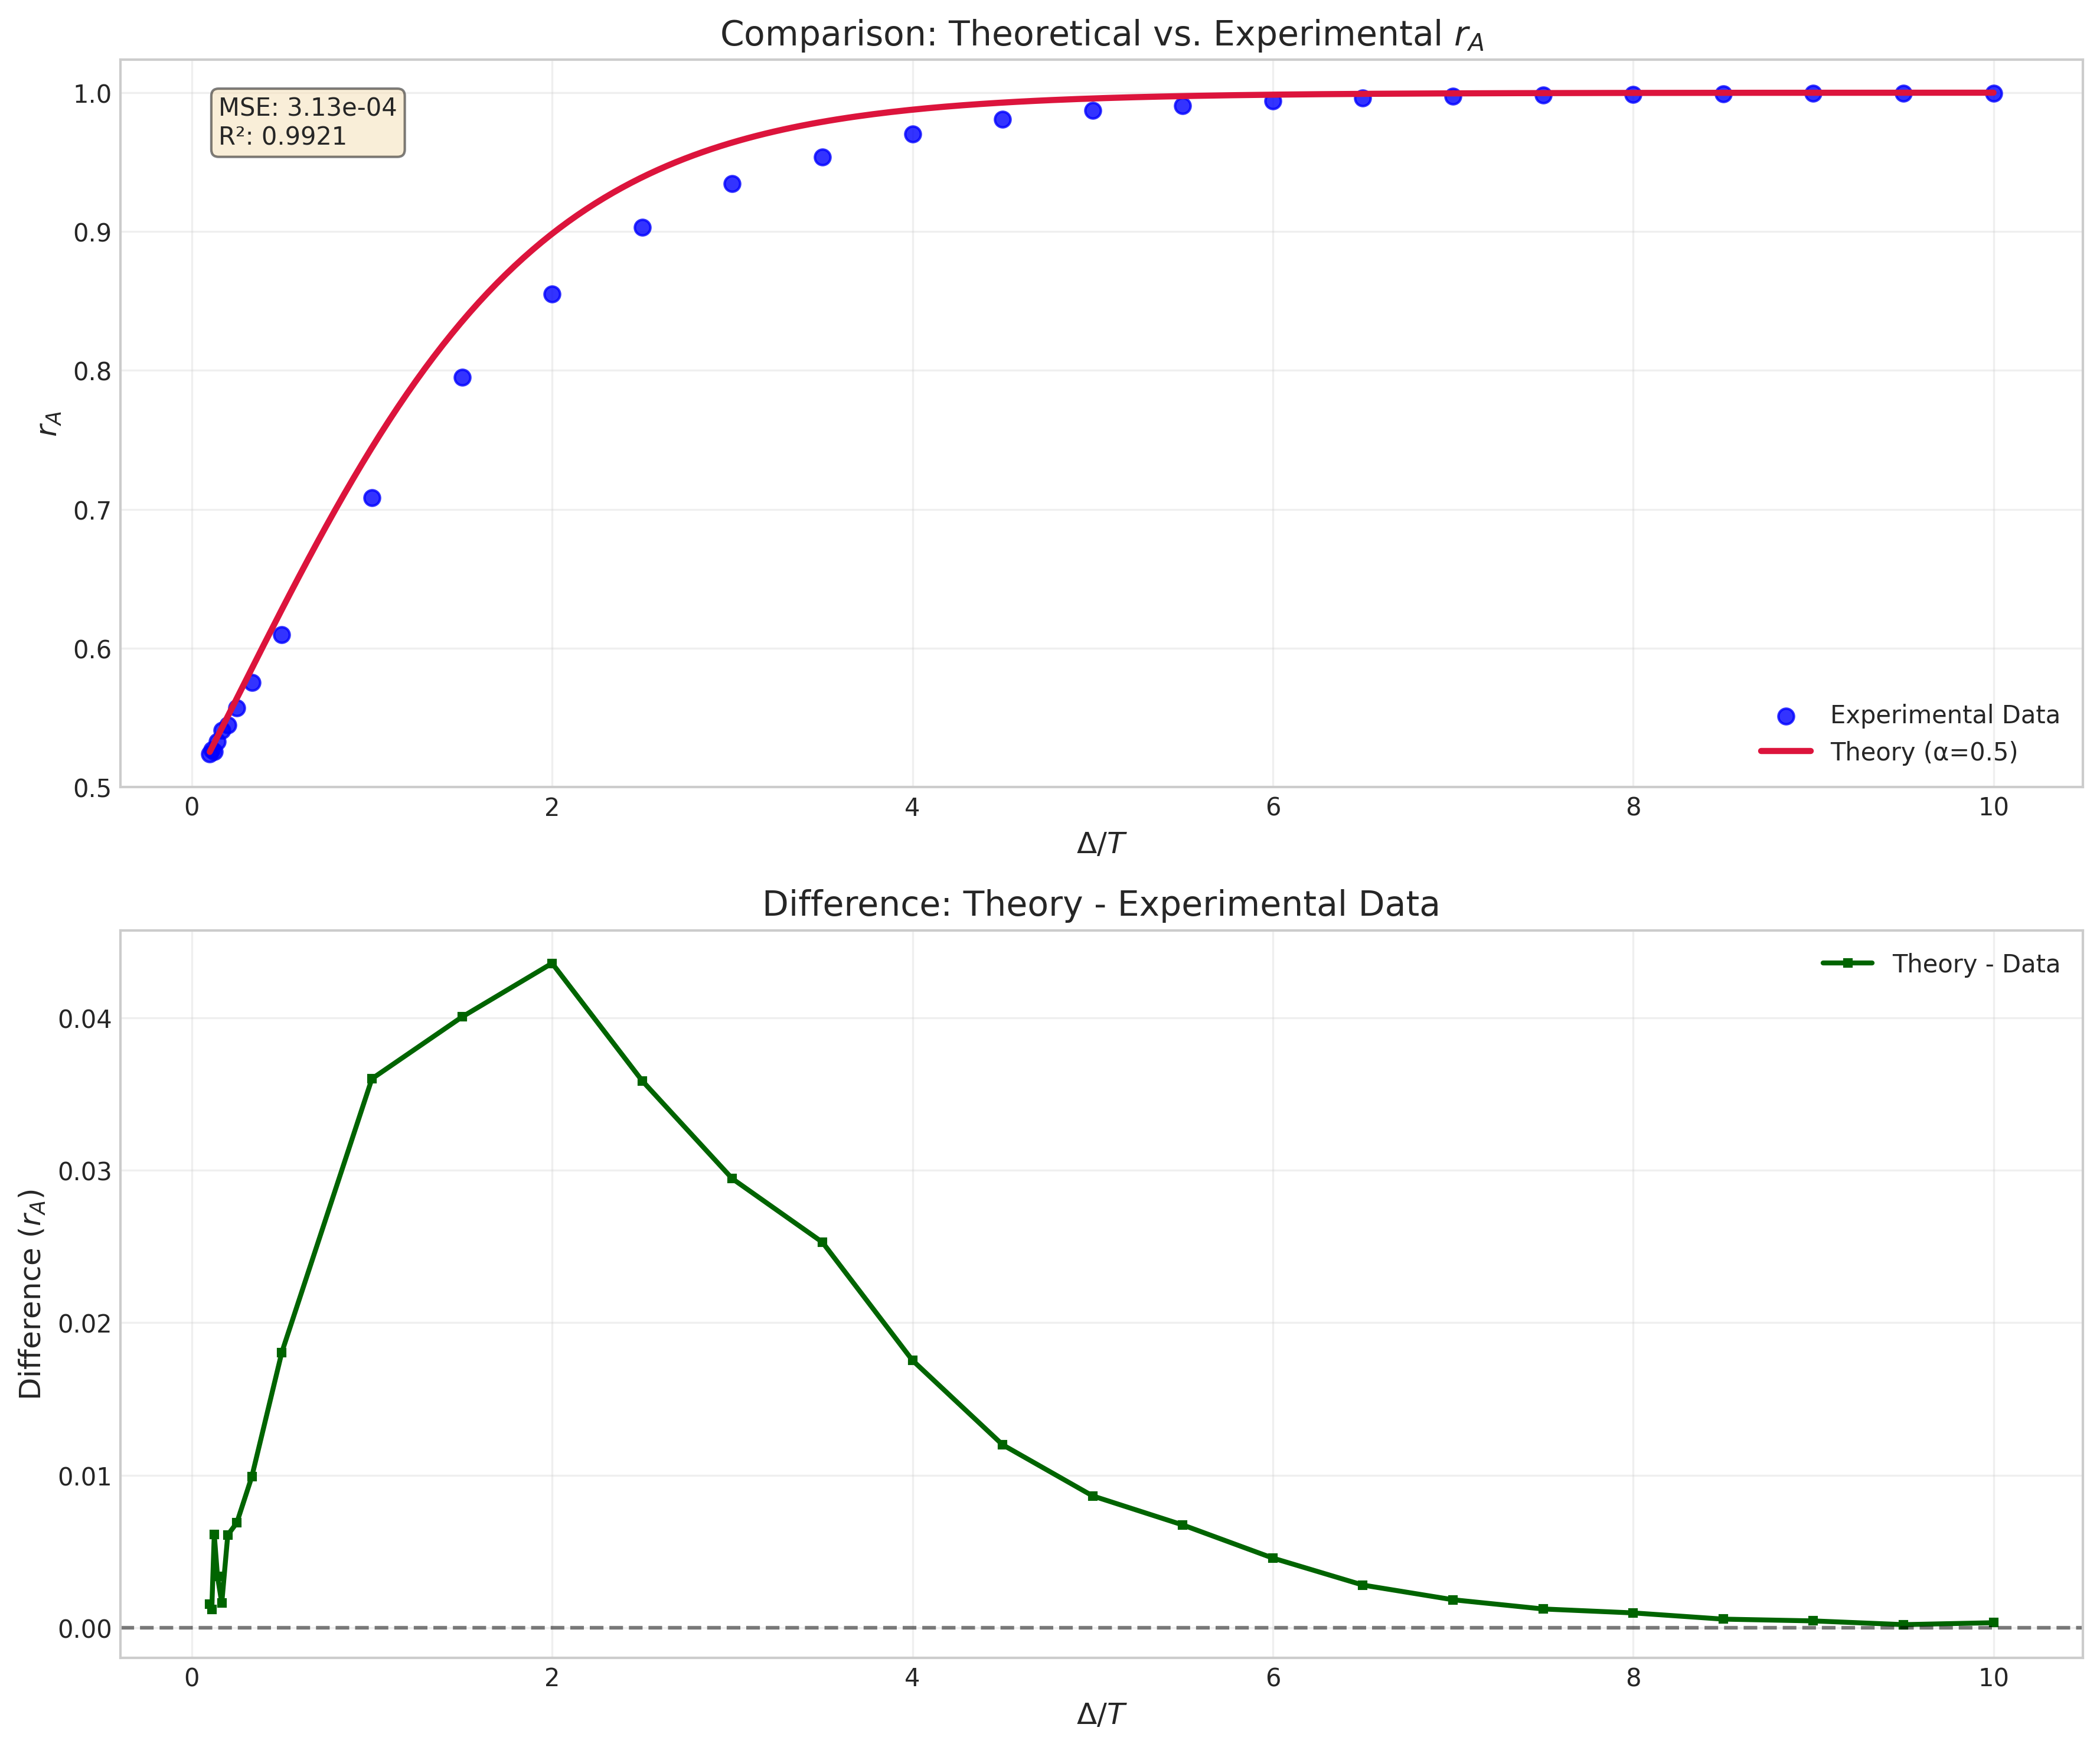 Comparison: Theoretical vs. Experimental r_A
MSE: 3.13e-04
R²: 0.9921
1.0
0.9
0.8
0.7
0.6
0.5
r_A
Experimental Data
Theory (α=0.5)
0 2 4 6 8 10
Δ/T
Difference: Theory - Experimental Data
Theory - Data
0.04
0.03
0.02
0.01
0.00
Difference (r_A)
0 2 4 6 8 10
Δ/T